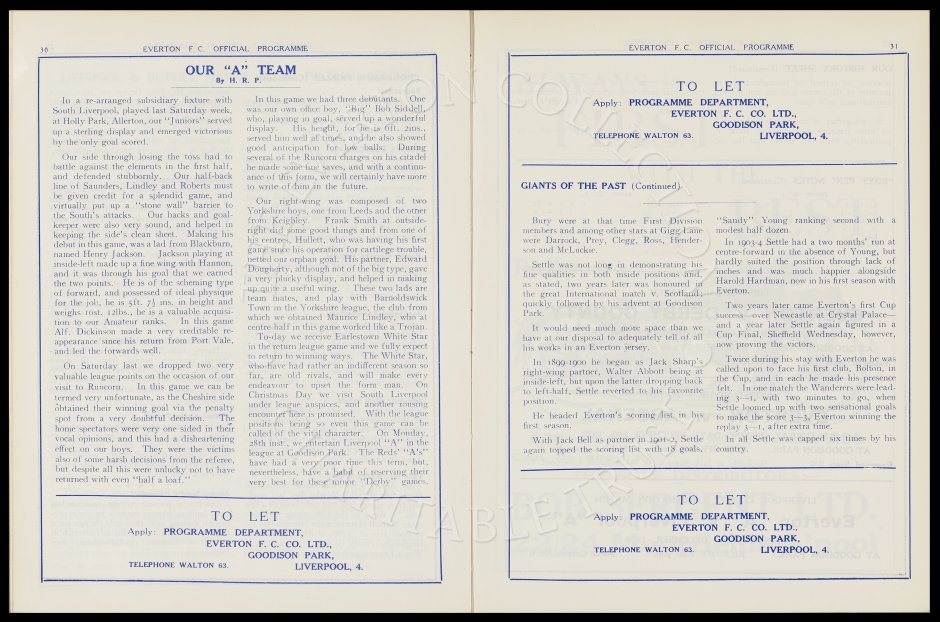 30
EVERTON F. C. OFFICIAL PROGRAMME
OUR "A" TEAM
By H. R. P.
In a re-arranged subsidiary fixture with
South Liverpool, played last Saturday week,
at Holly Park, Allerton, our "Juniors" served
up a sterling display and emerged victorious
by the only goal scored.
Our side through losing the toss had to
battle against the elements in the first half,
and defended stubbornly. Our half-back
line of Saunders, Lindley and Roberts must
be given credit for a splendid game, and
virtually put up a "stone wall" barrier to
the South's attacks. Our backs and goal-
keeper were also very sound, and helped in
keeping the side's clean sheet. Making his
debut in this game, was a lad from Blackburn,
named Henry Jackson. Jackson playing at
inside-left made up a fine wing with Hannon,
and it was through his goal that we earned
the two points. He is of the scheming type
of forward, and possessed of ideal physique
for the job, he is 5ft. 7½ ins. in height and
weighs 10st. 12lbs., he is a valuable acquisi-
tion to our Amateur ranks. In this game
Alf. Dickinson made a very creditable re-
appearance since his return from Port Vale,
and led the forwards well.
On Saturday last we dropped two very
valuable league points on the occasion of our
visit to Runcorn. In this game we can be
termed very unfortunate, as the Cheshire side
obtained their winning goal via the penalty
spot from a very doubtful decision. The
home spectators were very one sided in their
vocal opinions, and this had a disheartening
effect on our boys. They were the victims
also of some harsh decisions from the referee,
but despite all this were unlucky not to have
returned with even "half a loaf."
In this game we had three debutants. One
was our own office boy, "Big" Bob Siddell,
who, playing in goal, served up a wonderful
display. His height, for he is 6ft. 2ins.,
served him well at times, and he also showed
good anticipation for low balls. During
several of the Runcorn charges on his citadel
he made some fine saves, and with a continu-
ance of this form, we will certainly have more
to write of him in the future.
Our right-wing was composed of two
Yorkshire boys, one from Leeds and the other
from Keighley. Frank Smith at outside-
right did some good things and from one of
his centres, Hullett, who was having his first
game since his operation for cartilege trouble,
netted our orphan goal. His partner, Edward
Dougherty, although not of the big type, gave
a very plucky display, and helped in making
up quite a useful wing. These two lads are
team mates, and play with Barnoldswick
Town in the Yorkshire league, the club from
which we obtained Maurice Lindley, who at
centre-half in this game worked like a Trojan.
To-day we receive Earlestown White Star
in the return league game and we fully expect
to return to winning ways. The White Star,
who have had rather an indifferent season so
far, are old rivals, and will make every
endeavour to upset the form man. On
Christmas Day we visit South Liverpool
under league auspices, and another rousing
encounter here is promised. With the league
positions being so even this game can be
called of the vital character. On Monday,
28th inst., we entertain Liverpool "A" in the
league at Goodison Park. The Reds' "A's"
have had a very poor time this term, but,
nevertheless, have a habit of reserving their
very best for these minor "Derby" games.
TO LET
Apply: PROGRAMME DEPARTMENT,
EVERTON F. C. CO. LTD.,
GOODISON PARK,
TELEPHONE WALTON 63. LIVERPOOL, 4.
EVERTON F. C. OFFICIAL PROGRAMME
31
TO LET
Apply: PROGRAMME DEPARTMENT,
EVERTON F. C. CO. LTD.,
GOODISON PARK,
TELEPHONE WALTON 63. LIVERPOOL, 4.
GIANTS OF THE PAST (Continued)
Bury were at that time First Division
members and among other stars at Gigg Lane
were Darrock, Prey, Clegg, Ross, Hender-
son and McLuckie.
Settle was not long in demonstrating his
fine qualities in both inside positions and,
as stated, two years later was honoured in
the great International match v. Scotland,
quickly followed by his advent at Goodison
Park.
It would need much more space than we
have at our disposal to adequately tell of all
his works in an Everton jersey.
In 1899-1900 he began as Jack Sharp's
right-wing partner, Walter Abbott being at
inside-left, but upon the latter dropping back
to left-half, Settle reverted to his favourite
position.
He headed Everton's scoring list in his
first season.
With Jack Bell as partner in 1901-2, Settle
again topped the scoring list with 18 goals,
"Sandy" Young ranking second with a
modest half dozen.
In 1903-4 Settle had a two months' run at
centre-forward in the absence of Young, but
hardly suited the position through lack of
inches and was much happier alongside
Harold Hardman, now in his first season with
Everton.
Two years later came Everton's first Cup
success—over Newcastle at Crystal Palace—
and a year later Settle again figured in a
Cup Final, Sheffield Wednesday, however,
now proving the victors.
Twice during his stay with Everton he was
called upon to face his first club, Bolton, in
the Cup, and in each he made his presence
felt. In one match the Wanderers were lead-
ing 3—1, with two minutes to go, when
Settle loomed up with two sensational goals
to make the score 3—3, Everton winning the
replay 3—1, after extra time.
In all Settle was capped six times by his
country.
TO LET
Apply: PROGRAMME DEPARTMENT,
EVERTON F. C. CO. LTD.,
GOODISON PARK,
TELEPHONE WALTON 63. LIVERPOOL, 4.